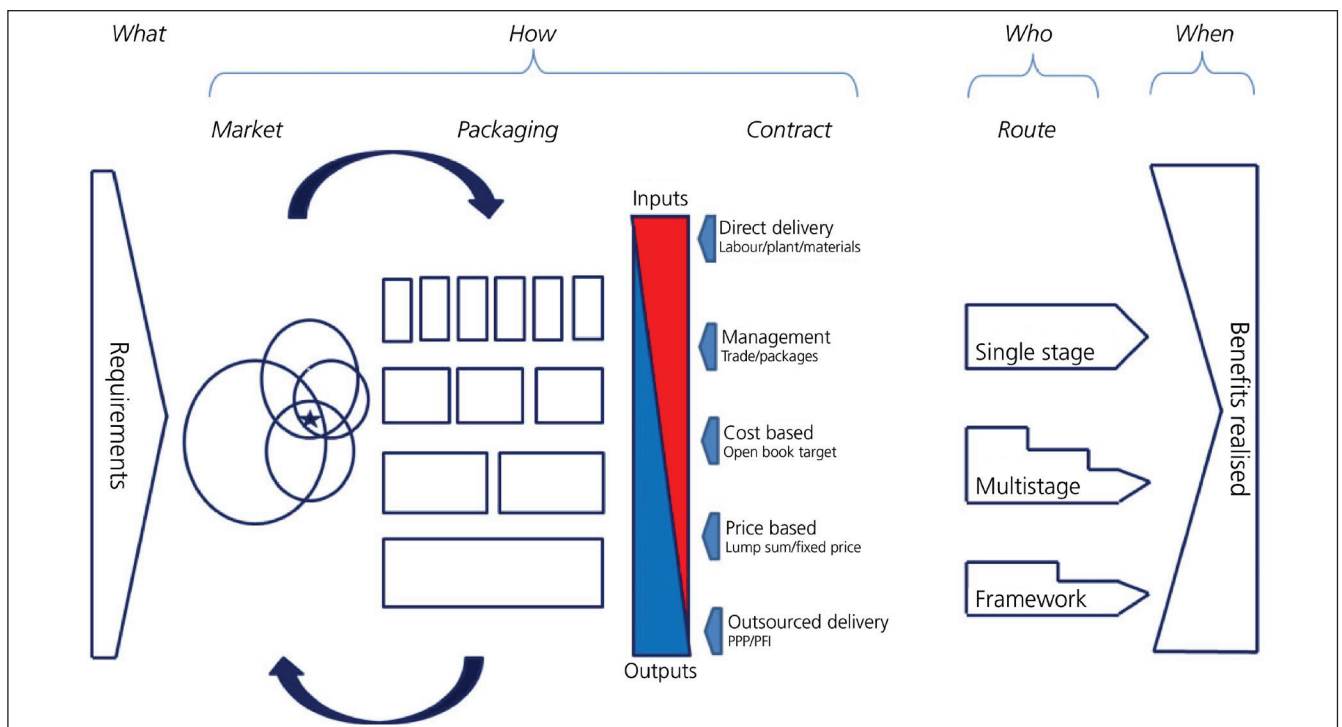 What
How
Who
When
Market
Packaging
Contract
Route
Requirements
Inputs
Outputs
Direct delivery
Labour/plant/materials
Management
Trade/packages
Cost based
Open book target
Price based
Lump sum/fixed price
Outsourced delivery
PPP/PFI
Single stage
Multistage
Framework
Benefits realised